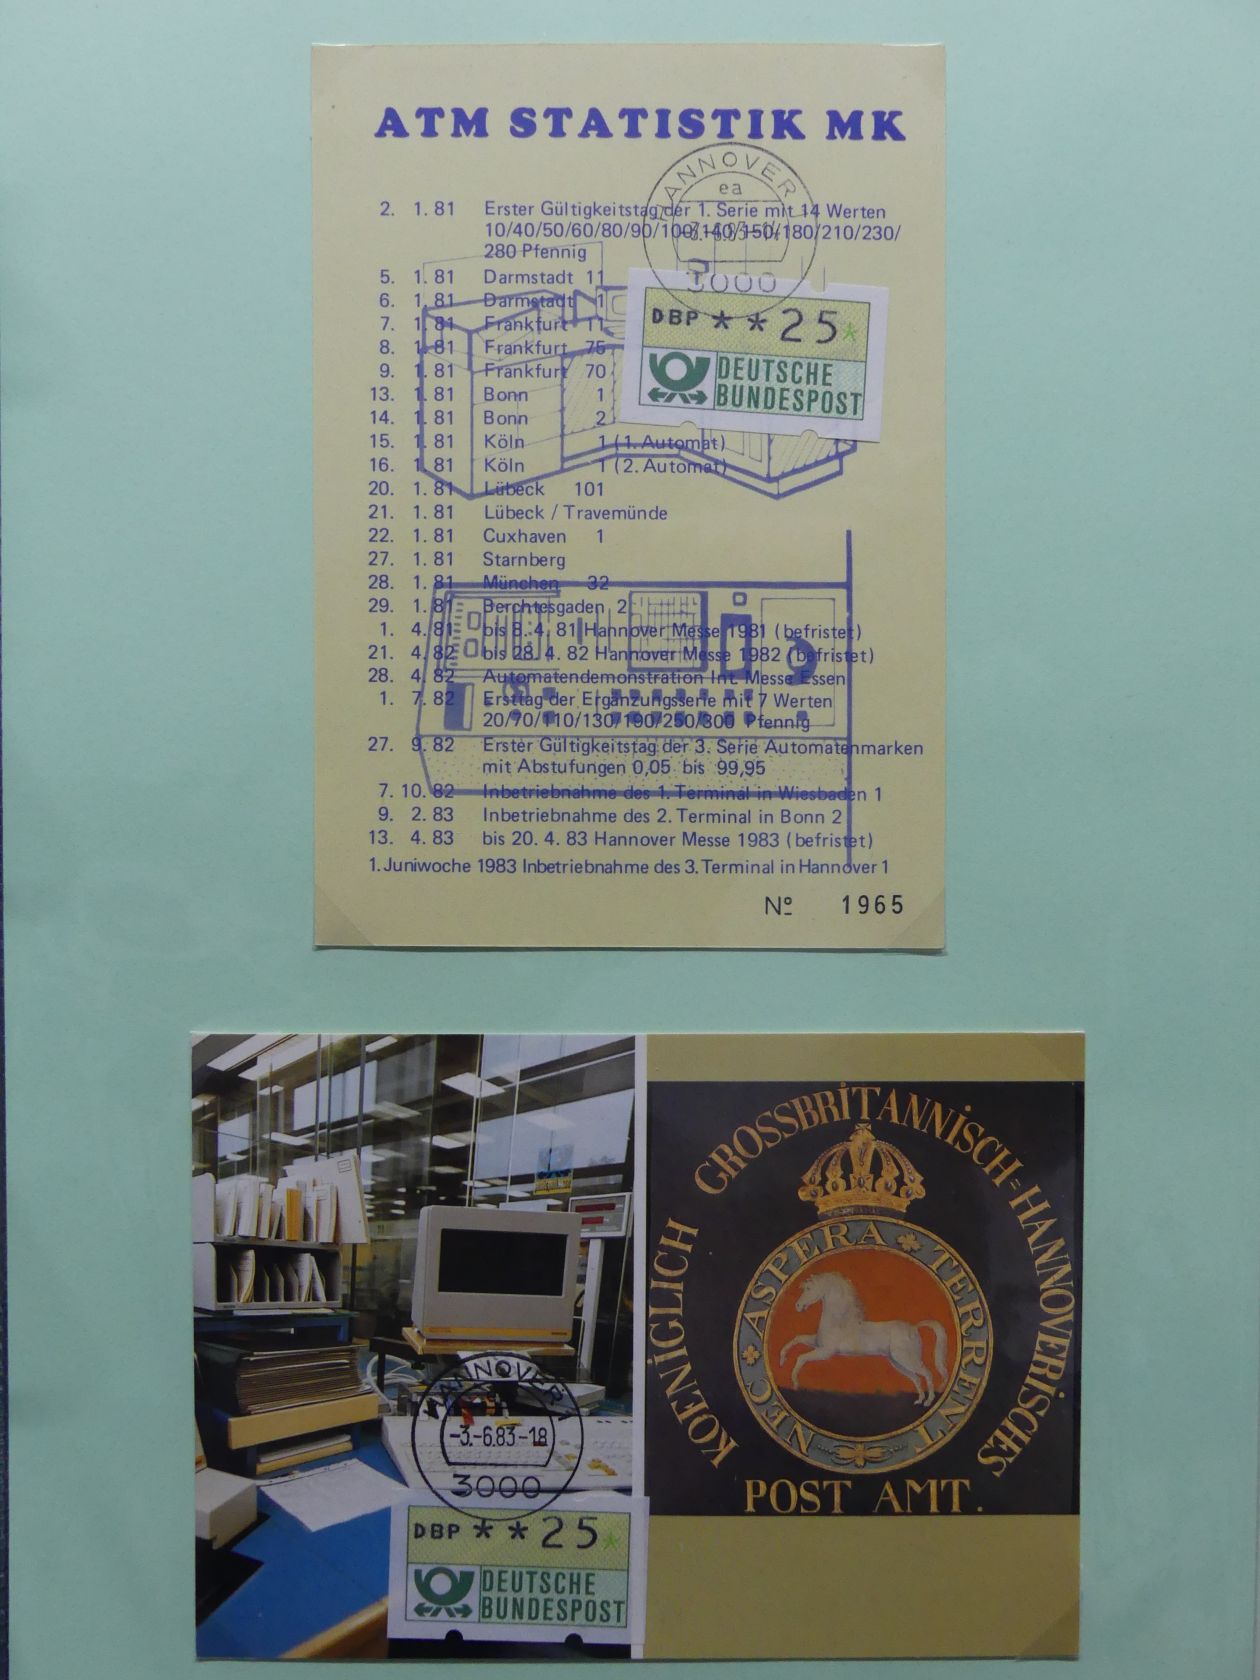 ATM STATISTIK MK
HANNOVER
ea
-3.-6.83-14
3000
2. 1. 81 Erster Gültigkeitstag der 1. Serie mit 14 Werten
10/40/50/60/80/90/100/140/150/180/210/230/
280 Pfennig
5. 1. 81 Darmstadt 11
6. 1. 81 Darmstadt 1
7. 1. 81 Frankfurt 11
8. 1. 81 Frankfurt 75
9. 1. 81 Frankfurt 70
13. 1. 81 Bonn 1
14. 1. 81 Bonn 2
15. 1. 81 Köln 1 (1. Automat)
16. 1. 81 Köln 1 (2. Automat)
20. 1. 81 Lübeck 101
21. 1. 81 Lübeck / Travemünde
22. 1. 81 Cuxhaven 1
27. 1. 81 Starnberg
28. 1. 81 München 32
29. 1. 81 Berchtesgaden 2
1. 4. 81 bis 8. 4. 81 Hannover Messe 1981 (befristet)
21. 4. 82 bis 28. 4. 82 Hannover Messe 1982 (befristet)
28. 4. 82 Automatendemonstration Int. Messe Essen
1. 7. 82 Ersttag der Ergänzungsserie mit 7 Werten
20/70/110/130/190/250/300 Pfennig
27. 9. 82 Erster Gültigkeitstag der 3. Serie Automatenmarken
mit Abstufungen 0,05 bis 99,95
7. 10. 82 Inbetriebnahme des 1. Terminal in Wiesbaden 1
9. 2. 83 Inbetriebnahme des 2. Terminal in Bonn 2
13. 4. 83 bis 20. 4. 83 Hannover Messe 1983 (befristet)
1. Juniwoche 1983 Inbetriebnahme des 3. Terminal in Hannover 1
Nº 1965
DBP **25*
DEUTSCHE
BUNDESPOST
HANNOVER 1
-3.-6.83-18
3000
DBP **25*
DEUTSCHE
BUNDESPOST
KOENIGLICH GROSSBRITANNISCH=HANNOVERISCHES
NEC · ASPERA · TERRENT
POST AMT.